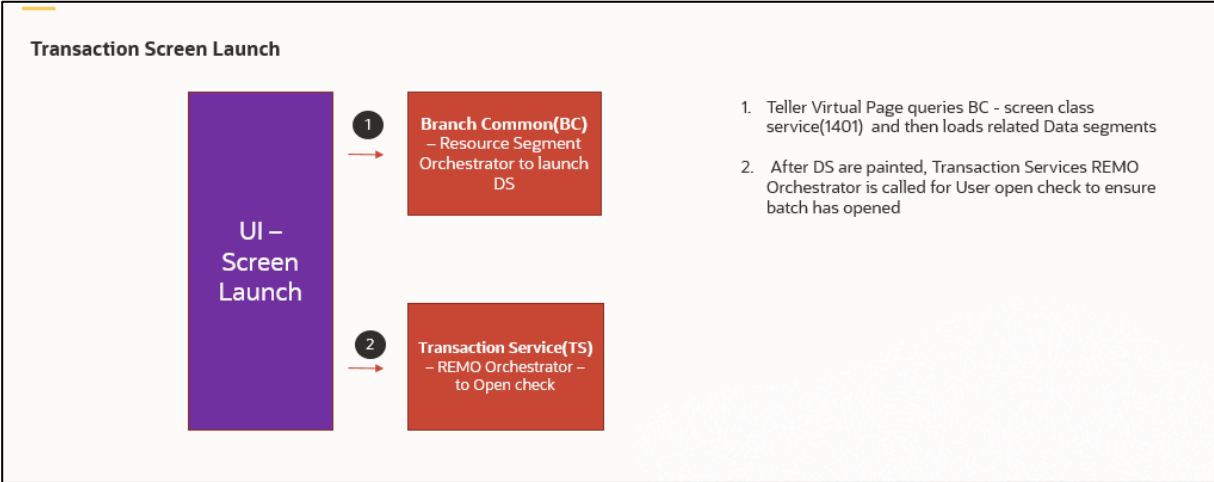 Transaction Screen Launch
UI –
Screen
Launch
1
Branch Common(BC)
– Resource Segment
Orchestrator to launch
DS
2
Transaction Service(TS)
– REMO Orchestrator –
to Open check
1. Teller Virtual Page queries BC - screen class
service(1401) and then loads related Data segments
2. After DS are painted, Transaction Services REMO
Orchestrator is called for User open check to ensure
batch has opened